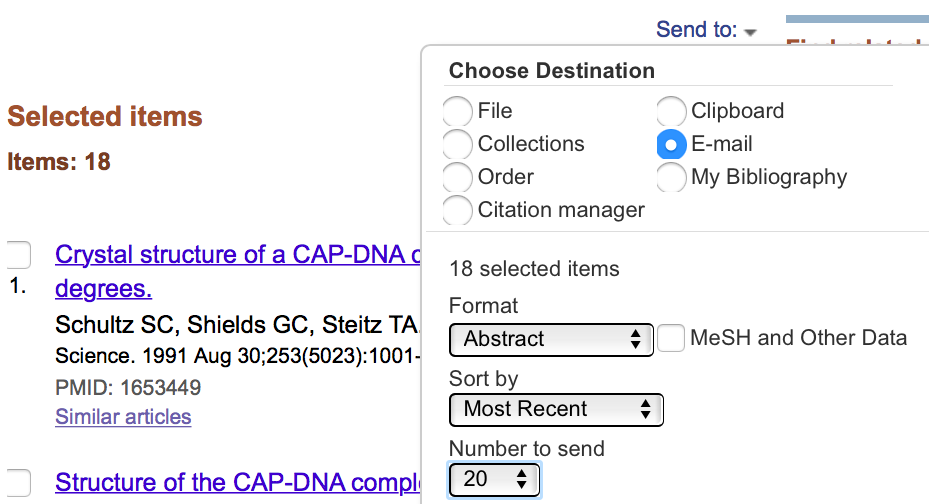 Send to:
Choose Destination
File
Clipboard
Collections
E-mail
Order
My Bibliography
Citation manager
Selected items
Items: 18
18 selected items
Format
Abstract
MeSH and Other Data
Sort by
Most Recent
Number to send
20
Crystal structure of a CAP-DNA
degrees.
1.
Schultz SC, Shields GC, Steitz TA.
Science. 1991 Aug 30;253(5023):1001-
PMID: 1653449
Similar articles
Structure of the CAP-DNA